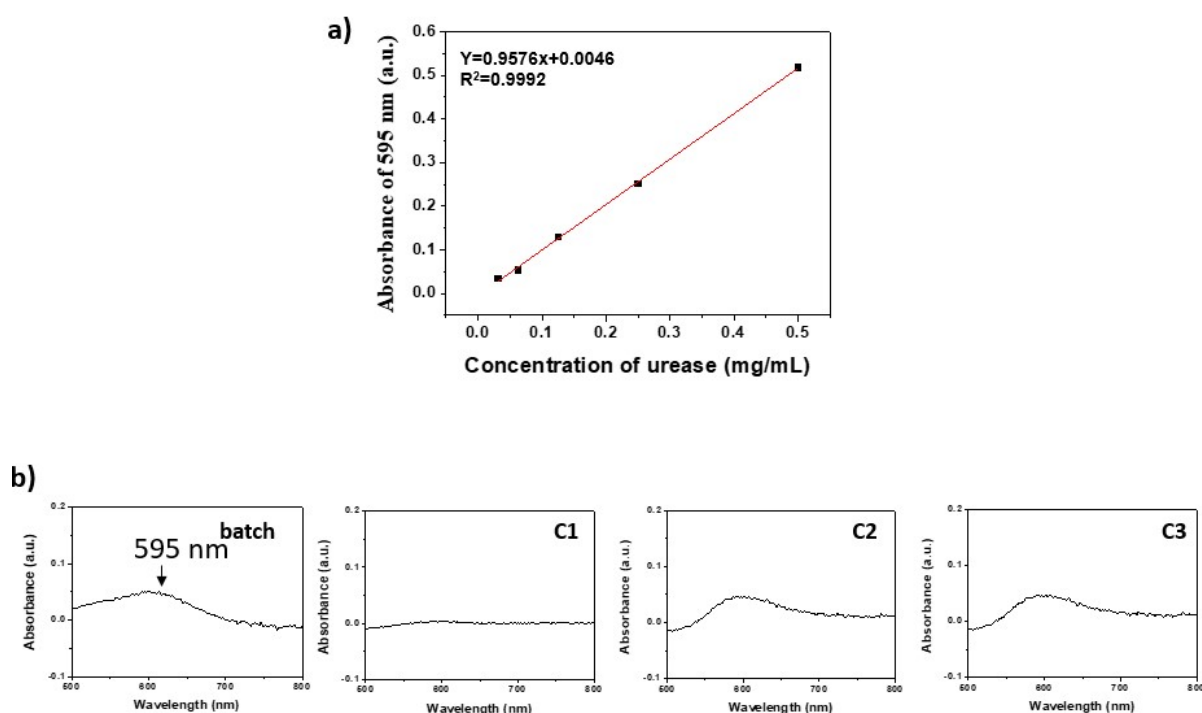 a)
Y=0.9576x+0.0046
R²=0.9992
0.6
0.5
0.4
0.3
0.2
0.1
0.0
Absorbance of 595 nm (a.u.)
0.0 0.1 0.2 0.3 0.4 0.5
Concentration of urease (mg/mL)
b)
batch
595 nm
0.2
0.1
0.0
-0.1
Absorbance (a.u.)
500 600 700 800
Wavelength (nm)
C1
0.2
0.1
0.0
-0.1
Absorbance (a.u.)
500 600 700 800
Wavelength (nm)
C2
0.2
0.1
0.0
-0.1
Absorbance (a.u.)
500 600 700 800
Wavelength (nm)
C3
0.2
0.1
0.0
-0.1
Absorbance (a.u.)
500 600 700 800
Wavelength (nm)